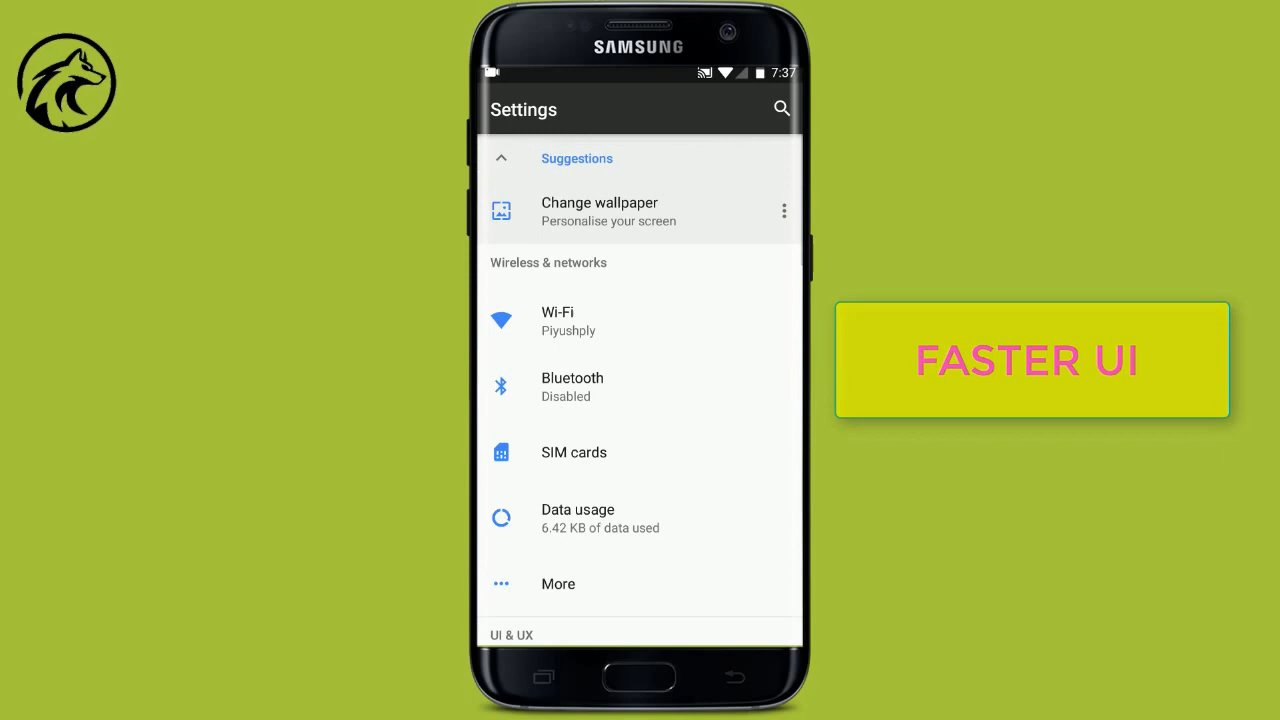 SAMSUNG
7:37
Settings
Suggestions
Change wallpaper
Personalise your screen
Wireless & networks
Wi-Fi
Piyushply
Bluetooth
Disabled
SIM cards
Data usage
6.42 KB of data used
More
UI & UX
FASTER UI